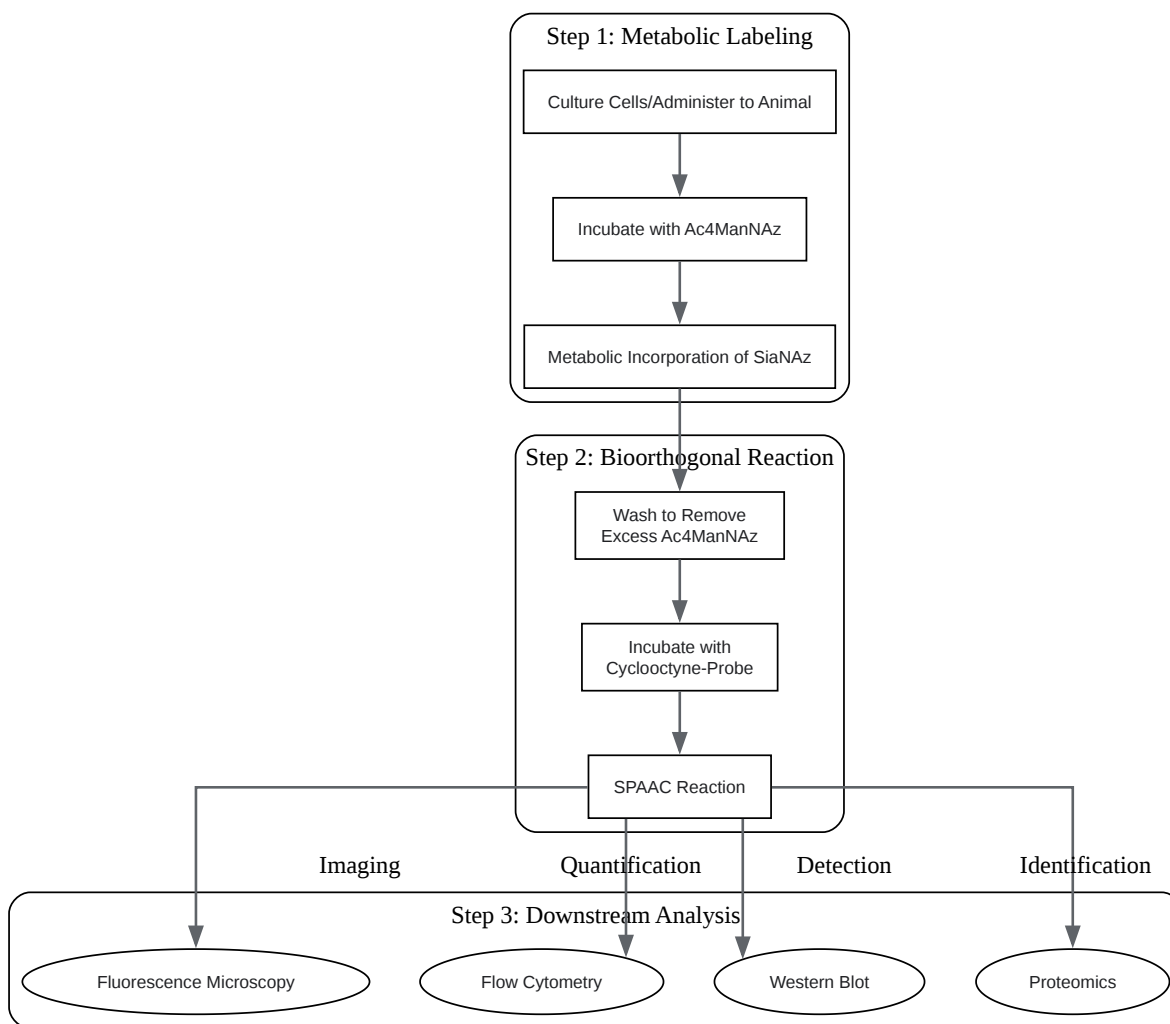 Step 1: Metabolic Labeling
Culture Cells/Administer to Animal
Incubate with Ac4ManNAz
Metabolic Incorporation of SiaNAz
Step 2: Bioorthogonal Reaction
Wash to Remove
Excess Ac4ManNAz
Incubate with
Cyclooctyne-Probe
SPAAC Reaction
Imaging
Quantification
Detection
Identification
Step 3: Downstream Analysis
Fluorescence Microscopy
Flow Cytometry
Western Blot
Proteomics